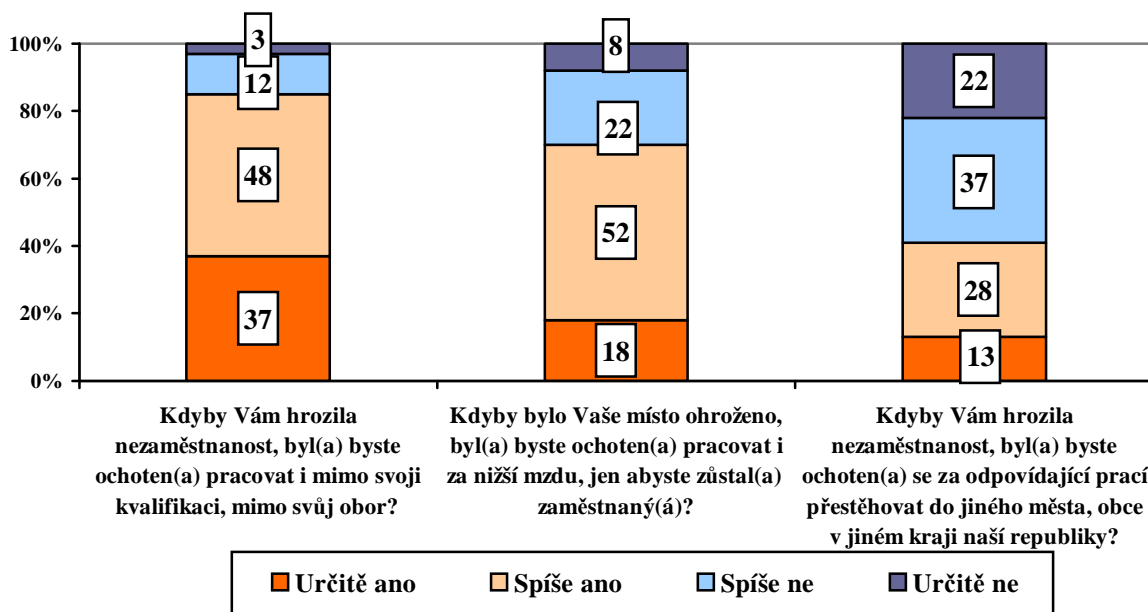 3
8
100%
12
22
80%
22
48
37
60%
52
40%
28
37
20%
18
13
0%
Kdyby Vám hrozila
nezaměstnanost, byl(a) byste
ochoten(a) pracovat i mimo svoji
kvalifikaci, mimo svůj obor?
Kdyby bylo Vaše místo ohroženo,
byl(a) byste ochoten(a) pracovat i
za nižší mzdu, jen abyste zůstal(a)
zaměstnaný(á)?
Kdyby Vám hrozila
nezaměstnanost, byl(a) byste
ochoten(a) se za odpovídající prací
přestěhovat do jiného města, obce
v jiném kraji naší republiky?
Určitě ano
Spíše ano
Spíše ne
Určitě ne